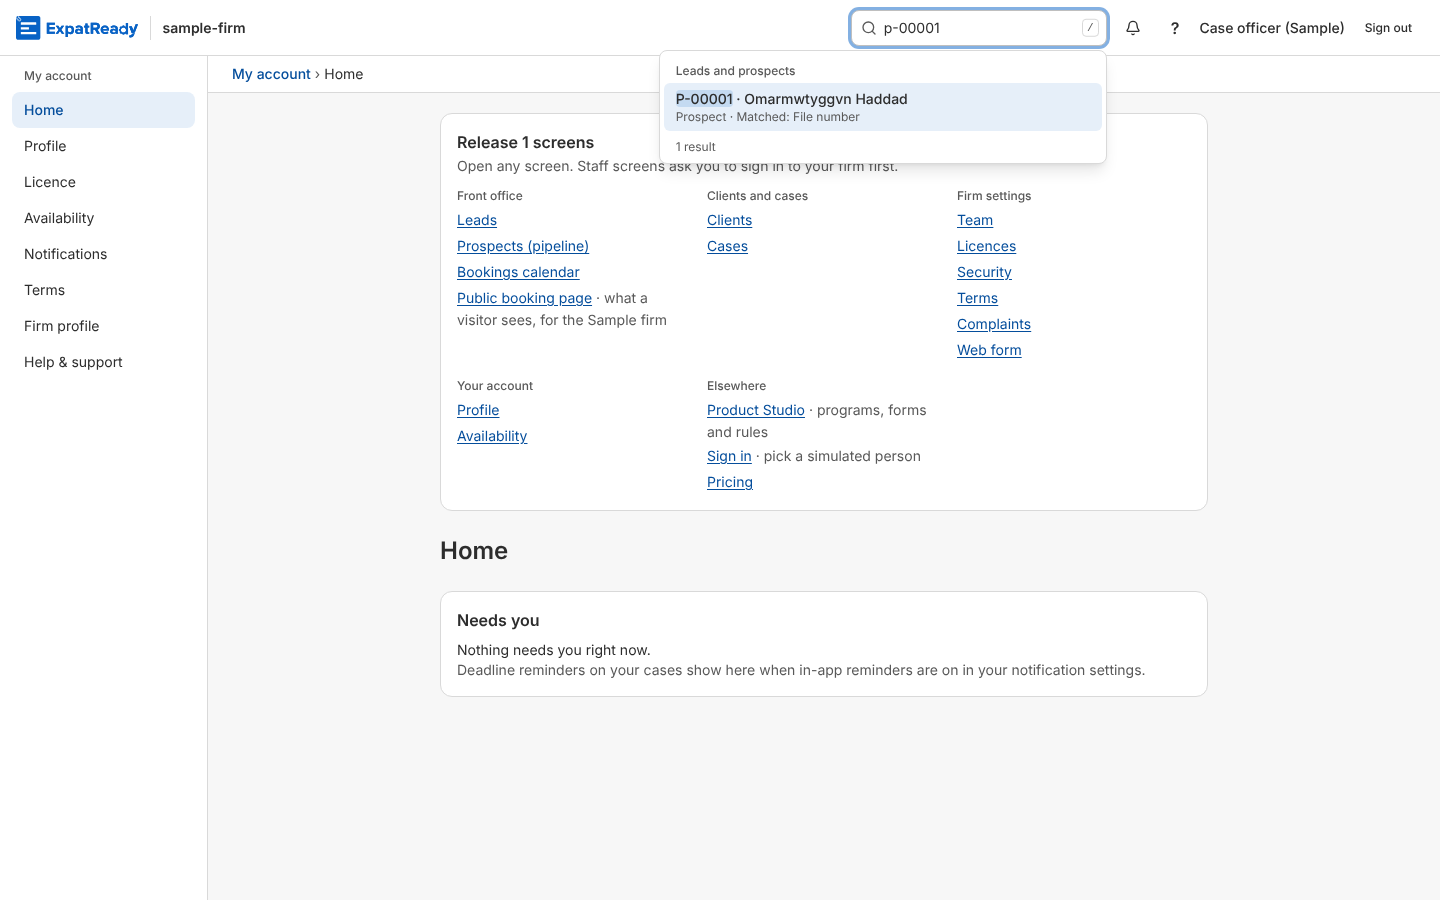 ExpatReady
sample-firm
p-00001
/
?
Case officer (Sample)
Sign out
My account
Home
Profile
Licence
Availability
Notifications
Terms
Firm profile
Help & support
My account › Home
Leads and prospects
P-00001 · Omarmwtyggvn Haddad
Prospect · Matched: File number
1 result
Release 1 screens
Open any screen. Staff screens ask you to sign in to your firm first.
Front office
Leads
Prospects (pipeline)
Bookings calendar
Public booking page · what a
visitor sees, for the Sample firm
Clients and cases
Clients
Cases
Firm settings
Team
Licences
Security
Terms
Complaints
Web form
Your account
Profile
Availability
Elsewhere
Product Studio · programs, forms
and rules
Sign in · pick a simulated person
Pricing
Home
Needs you
Nothing needs you right now.
Deadline reminders on your cases show here when in-app reminders are on in your notification settings.